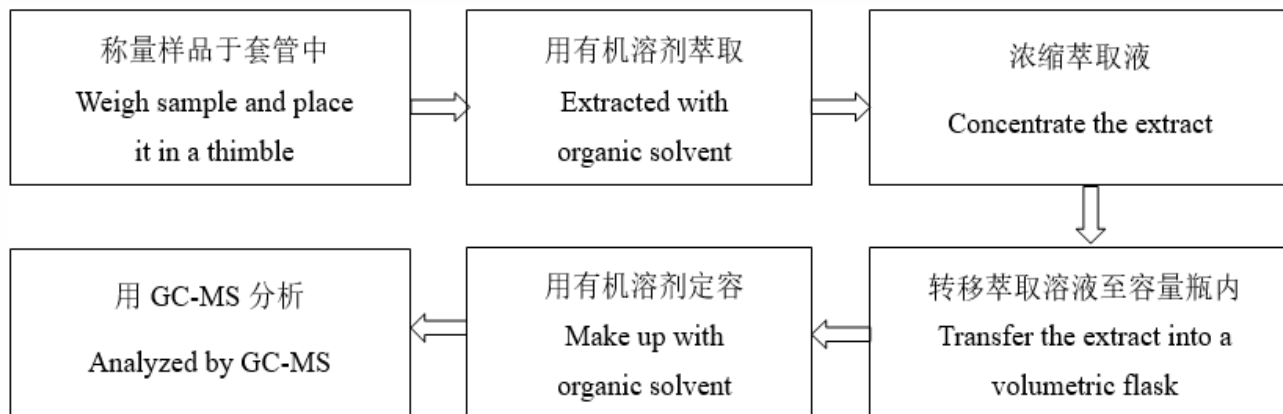 称量样品于套管中
Weigh sample and place
it in a thimble
用有机溶剂萃取
Extracted with
organic solvent
浓缩萃取液
Concentrate the extract
转移萃取溶液至容量瓶内
Transfer the extract into a
volumetric flask
用有机溶剂定容
Make up with
organic solvent
用 GC-MS 分析
Analyzed by GC-MS